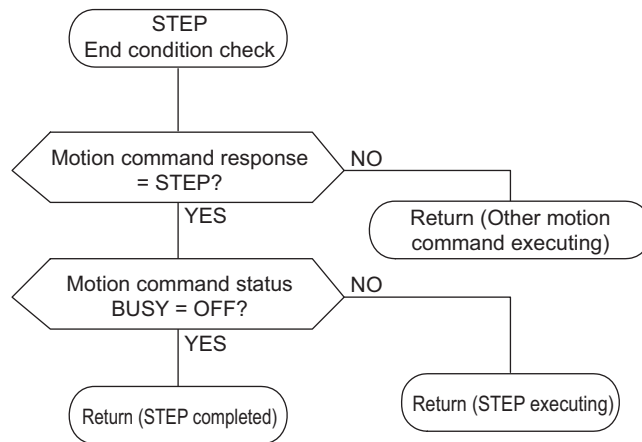 STEP
End condition check
Motion command response
= STEP?
NO
YES
Return (Other motion
command executing)
Motion command status
BUSY = OFF?
NO
YES
Return (STEP completed)
Return (STEP executing)